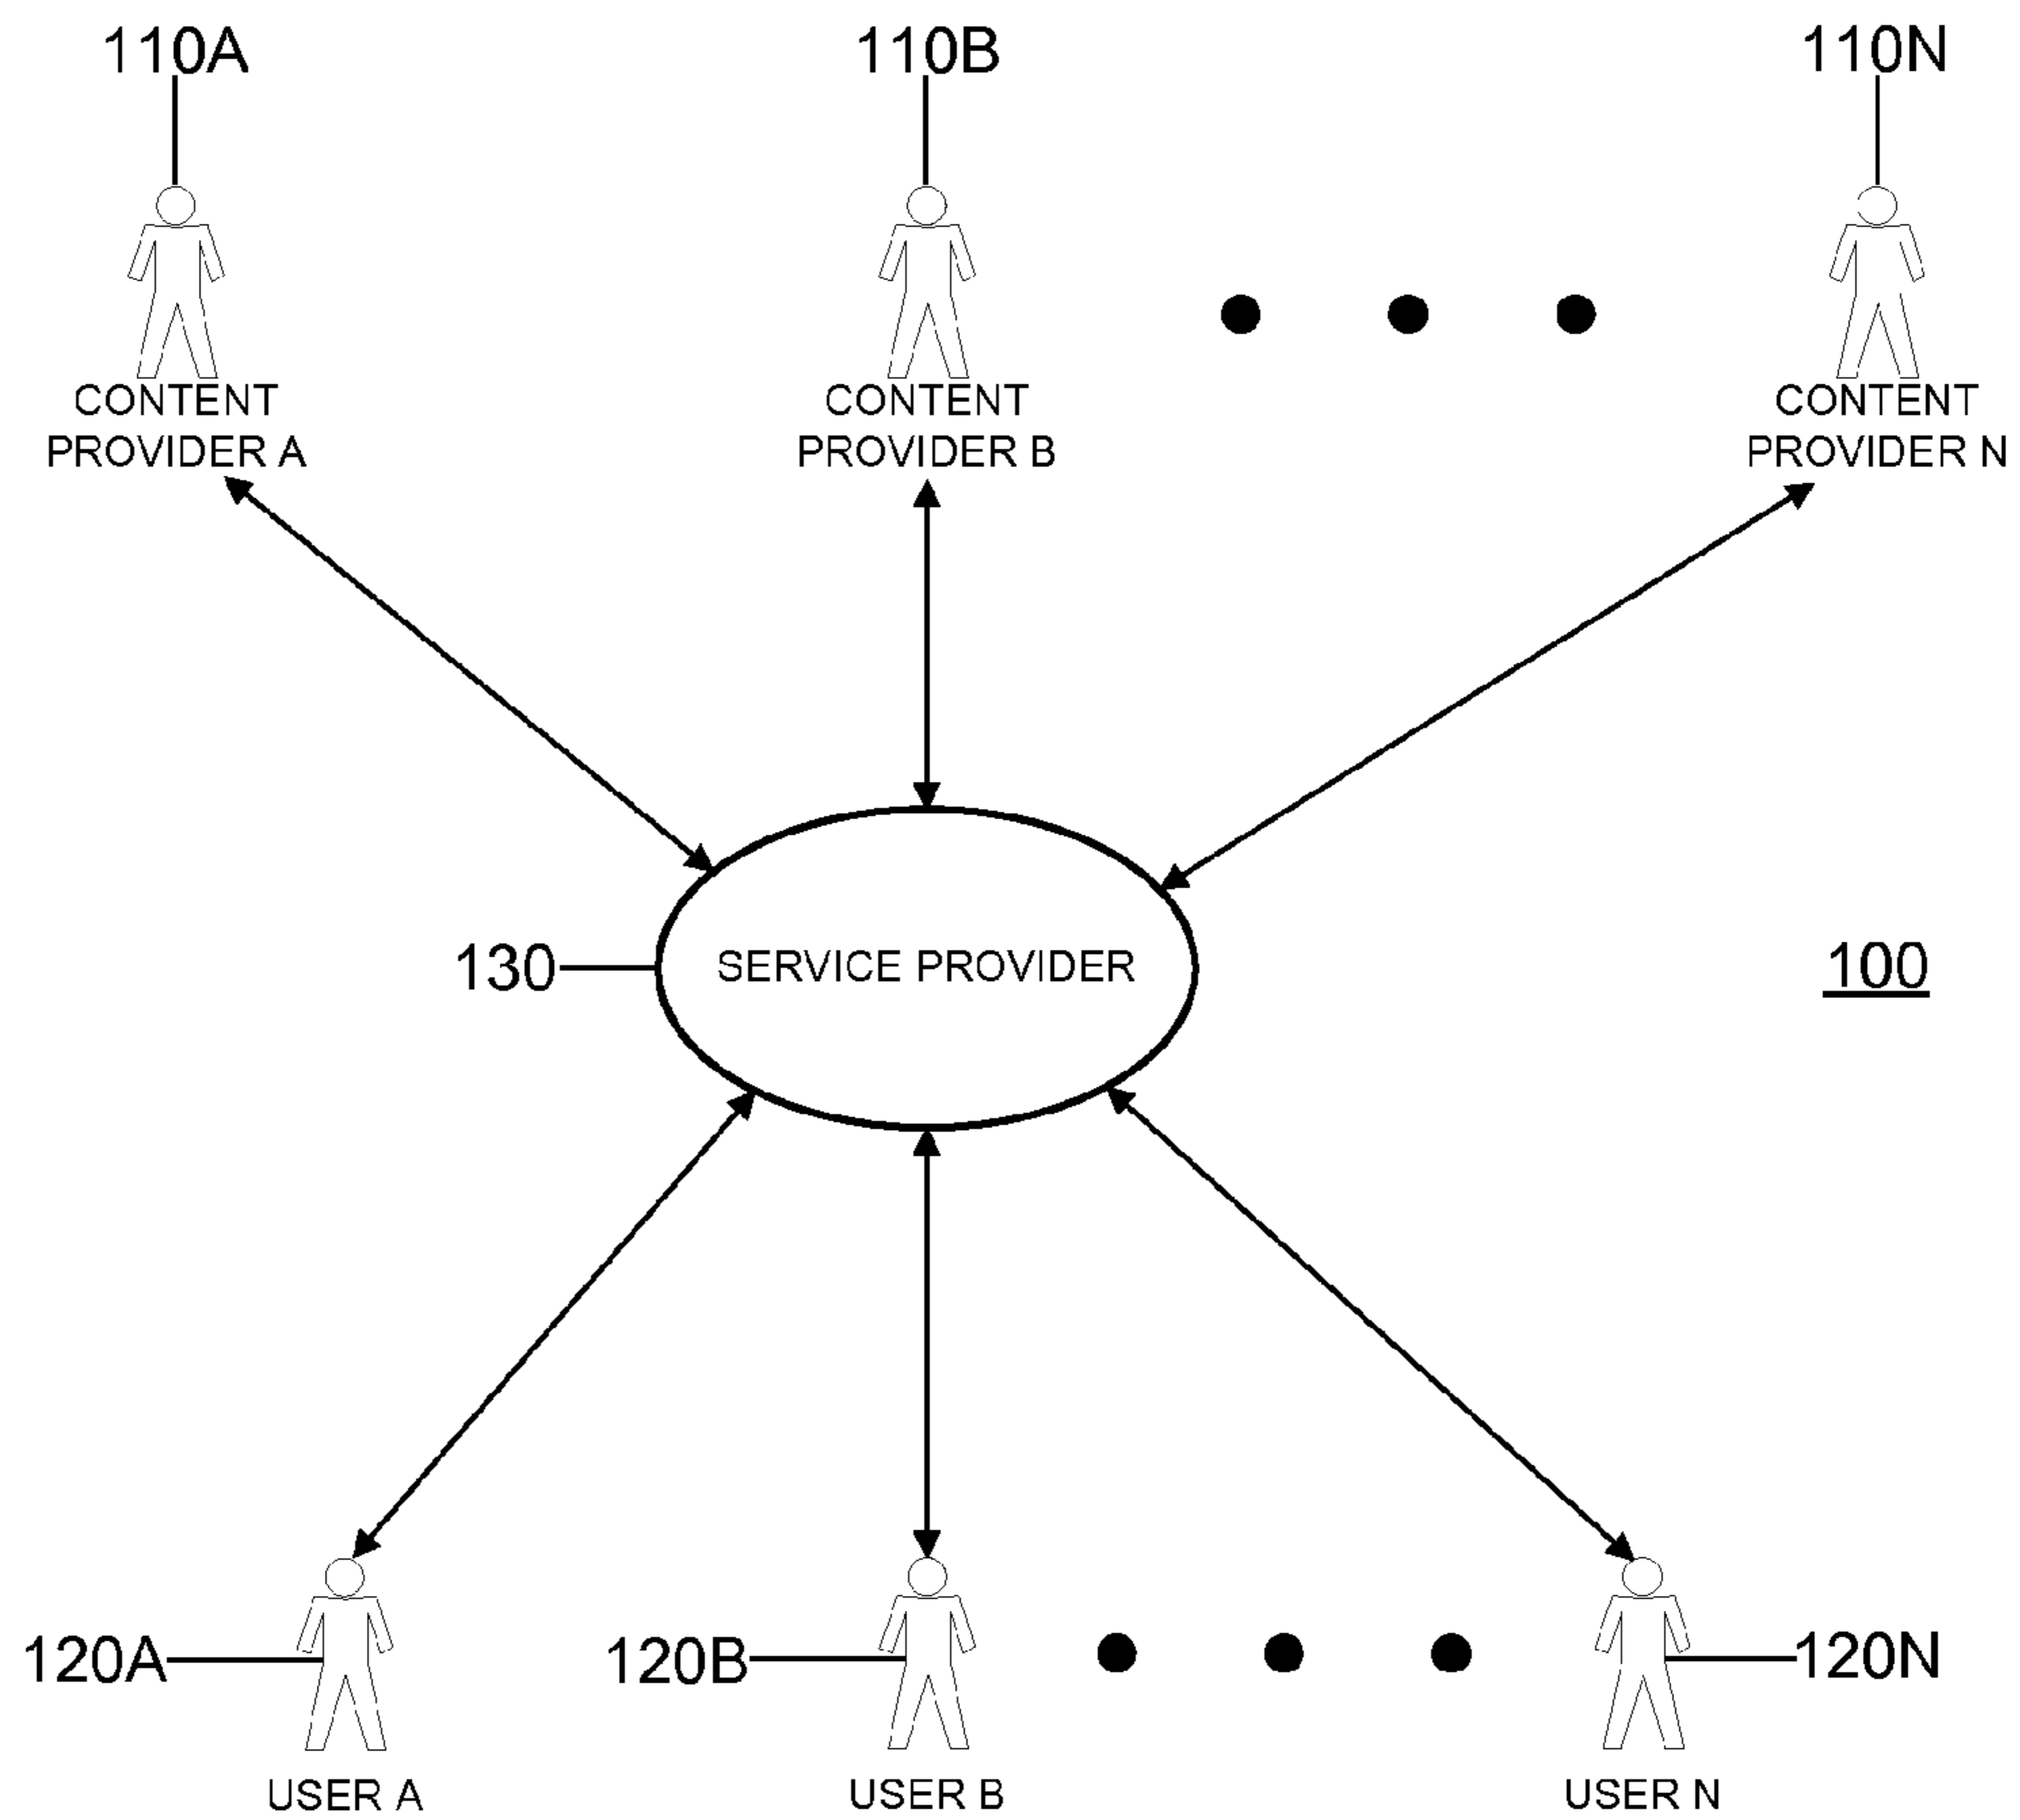 110A
110B
110N
CONTENT
PROVIDER A
CONTENT
PROVIDER B
CONTENT
PROVIDER N
130
SERVICE PROVIDER
100
120A
120B
120N
USER A
USER B
USER N